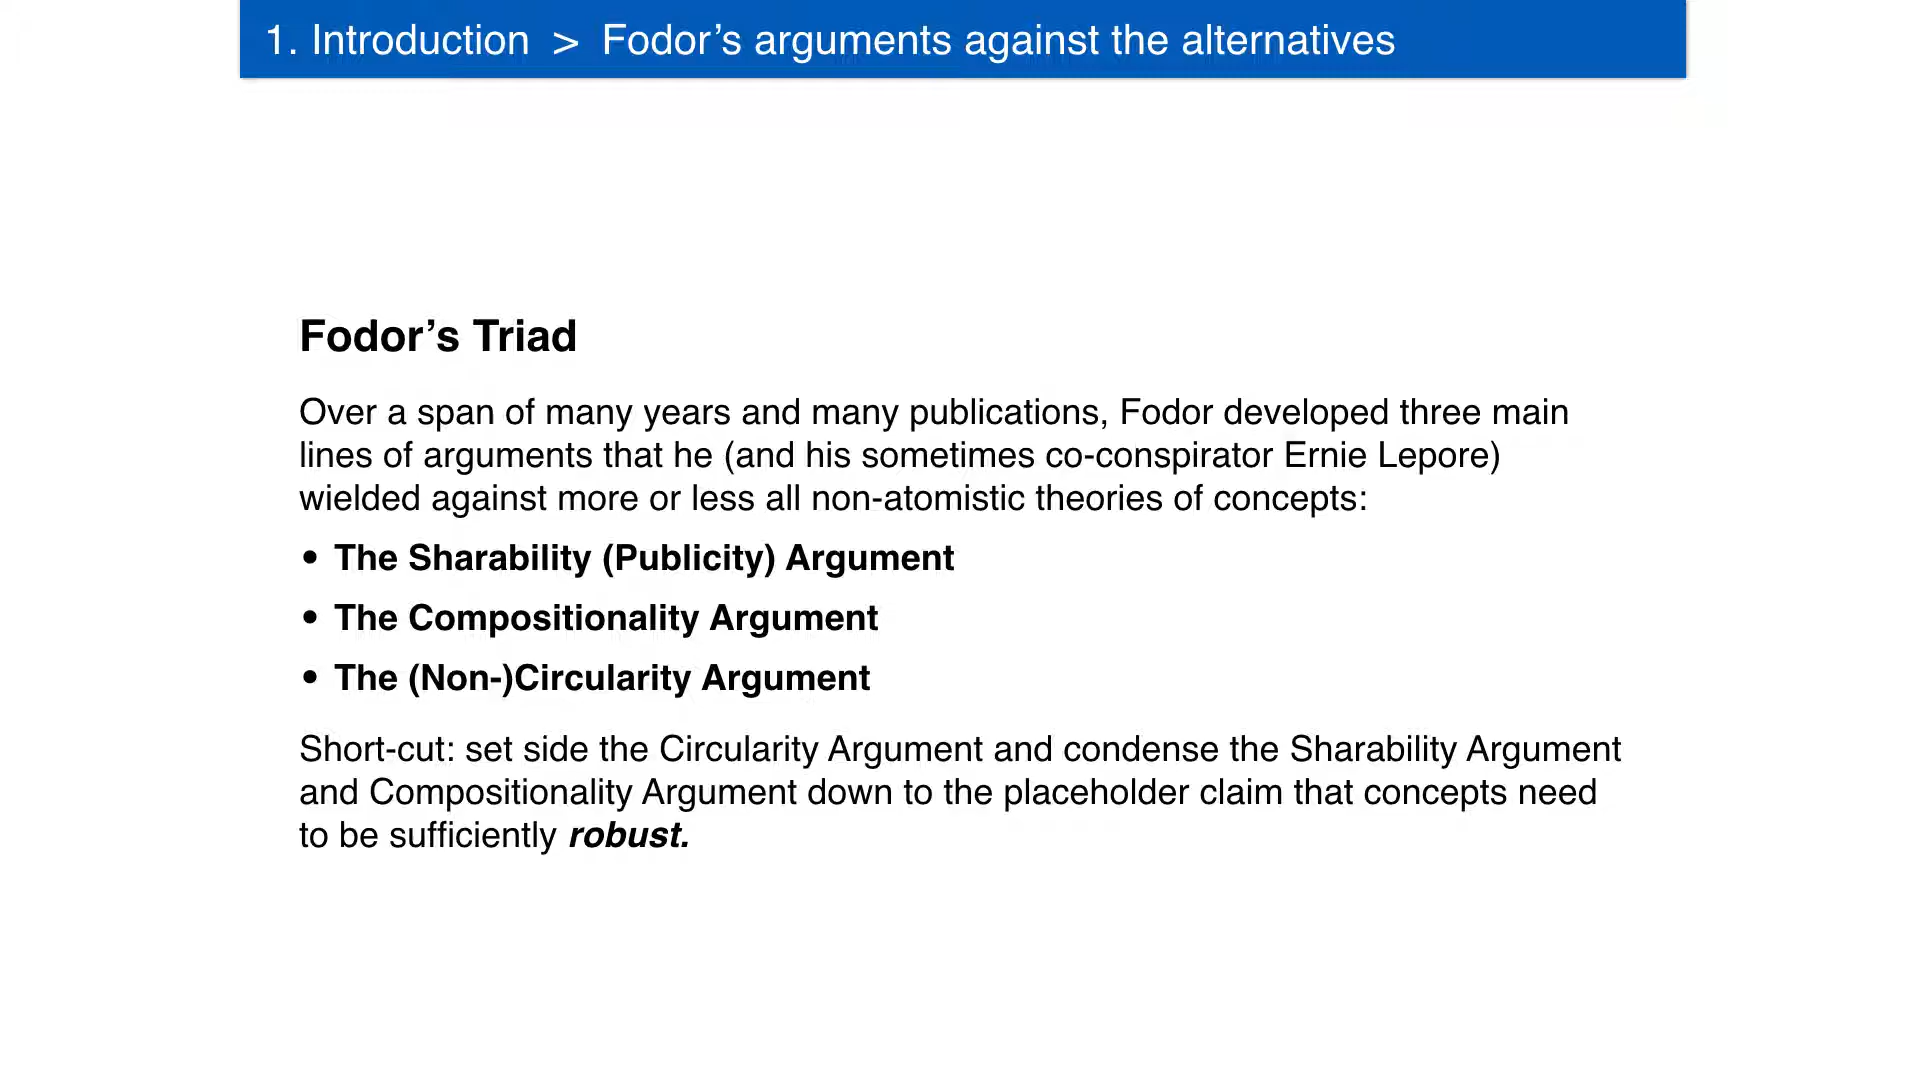 1. Introduction > Fodor’s arguments against the alternatives
Fodor’s Triad
Over a span of many years and many publications, Fodor developed three main
lines of arguments that he (and his sometimes co-conspirator Ernie Lepore)
wielded against more or less all non-atomistic theories of concepts:
• The Sharability (Publicity) Argument
• The Compositionality Argument
• The (Non-)Circularity Argument
Short-cut: set side the Circularity Argument and condense the Sharability Argument
and Compositionality Argument down to the placeholder claim that concepts need
to be sufficiently robust.